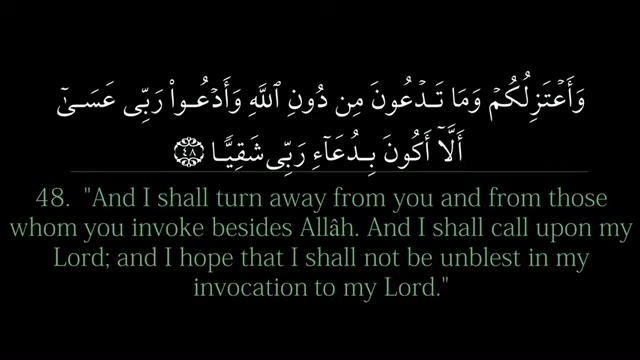 وَأَعۡتَزِلُكُمۡ وَمَا تَدۡعُونَ مِن دُونِ ٱللَّهِ وَأَدۡعُواْ رَبِّي عَسَىٰٓ
أَلَّآ أَكُونَ بِدُعَآءِ رَبِّي شَقِيّٗا ٤٨
48. "And I shall turn away from you and from those
whom you invoke besides Allâh. And I shall call upon my
Lord; and I hope that I shall not be unblest in my
invocation to my Lord."